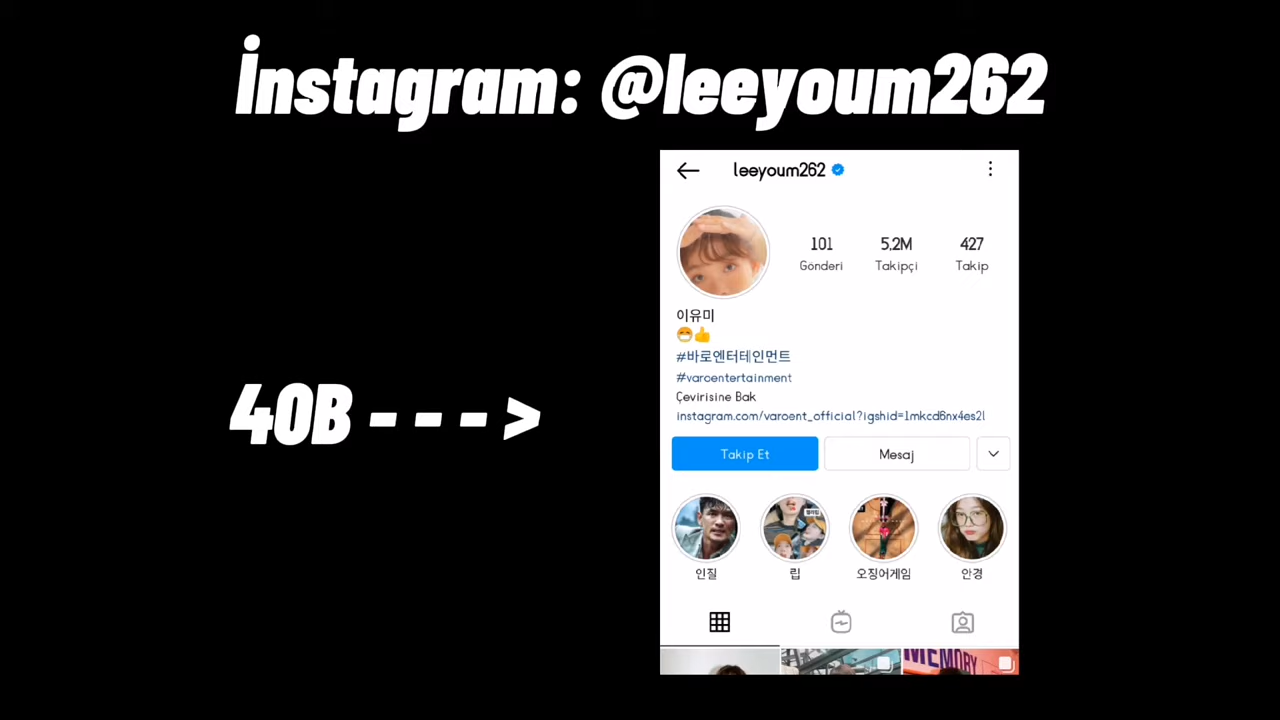 İnstagram: @leeyoum262
leeyoum262
101 5,2M 427
Gönderi Takipçi Takip
이유미
😷👍
#바로엔터테인먼트
#varoentertainment
Çevirisine Bak
instagram.com/varoent_official?igshid=1mkcd6nx4es2l
40B - - - >
Takip Et Mesaj
인질 립 오징어게임 안경
MEMORY